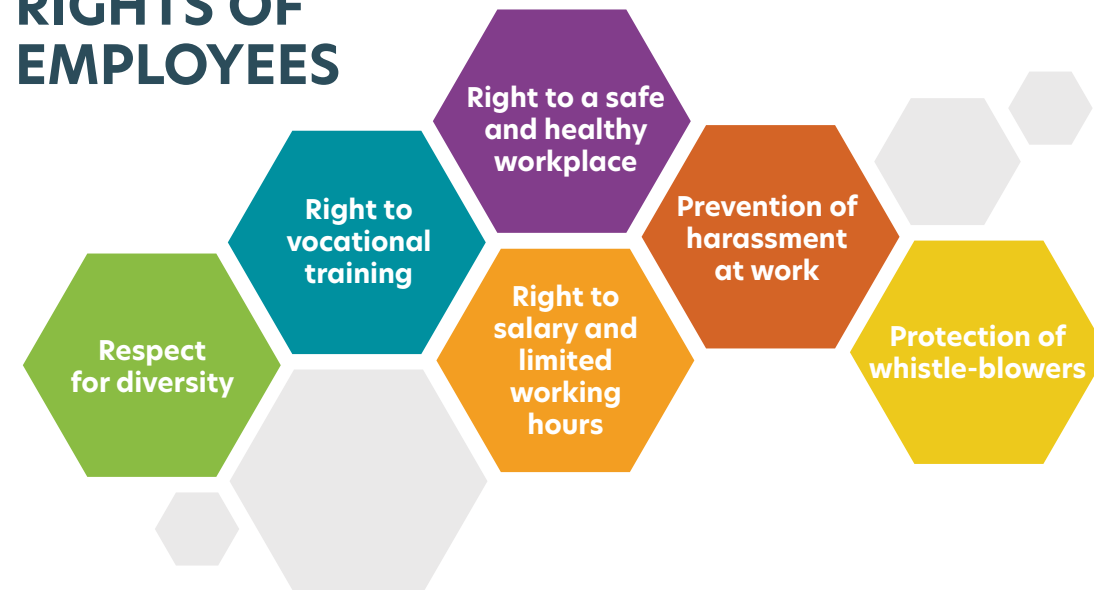 RIGHTS OF
EMPLOYEES
Right to a safe
and healthy
workplace
Right to
vocational
training
Prevention of
harassment
at work
Respect
for diversity
Right to
salary and
limited
working
hours
Protection of
whistle-blowers